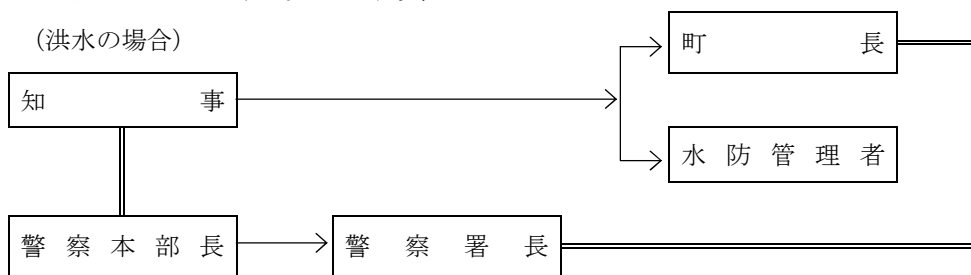 (洪水の場合)
町長
知事
水防管理者
警察本部長
警察署長